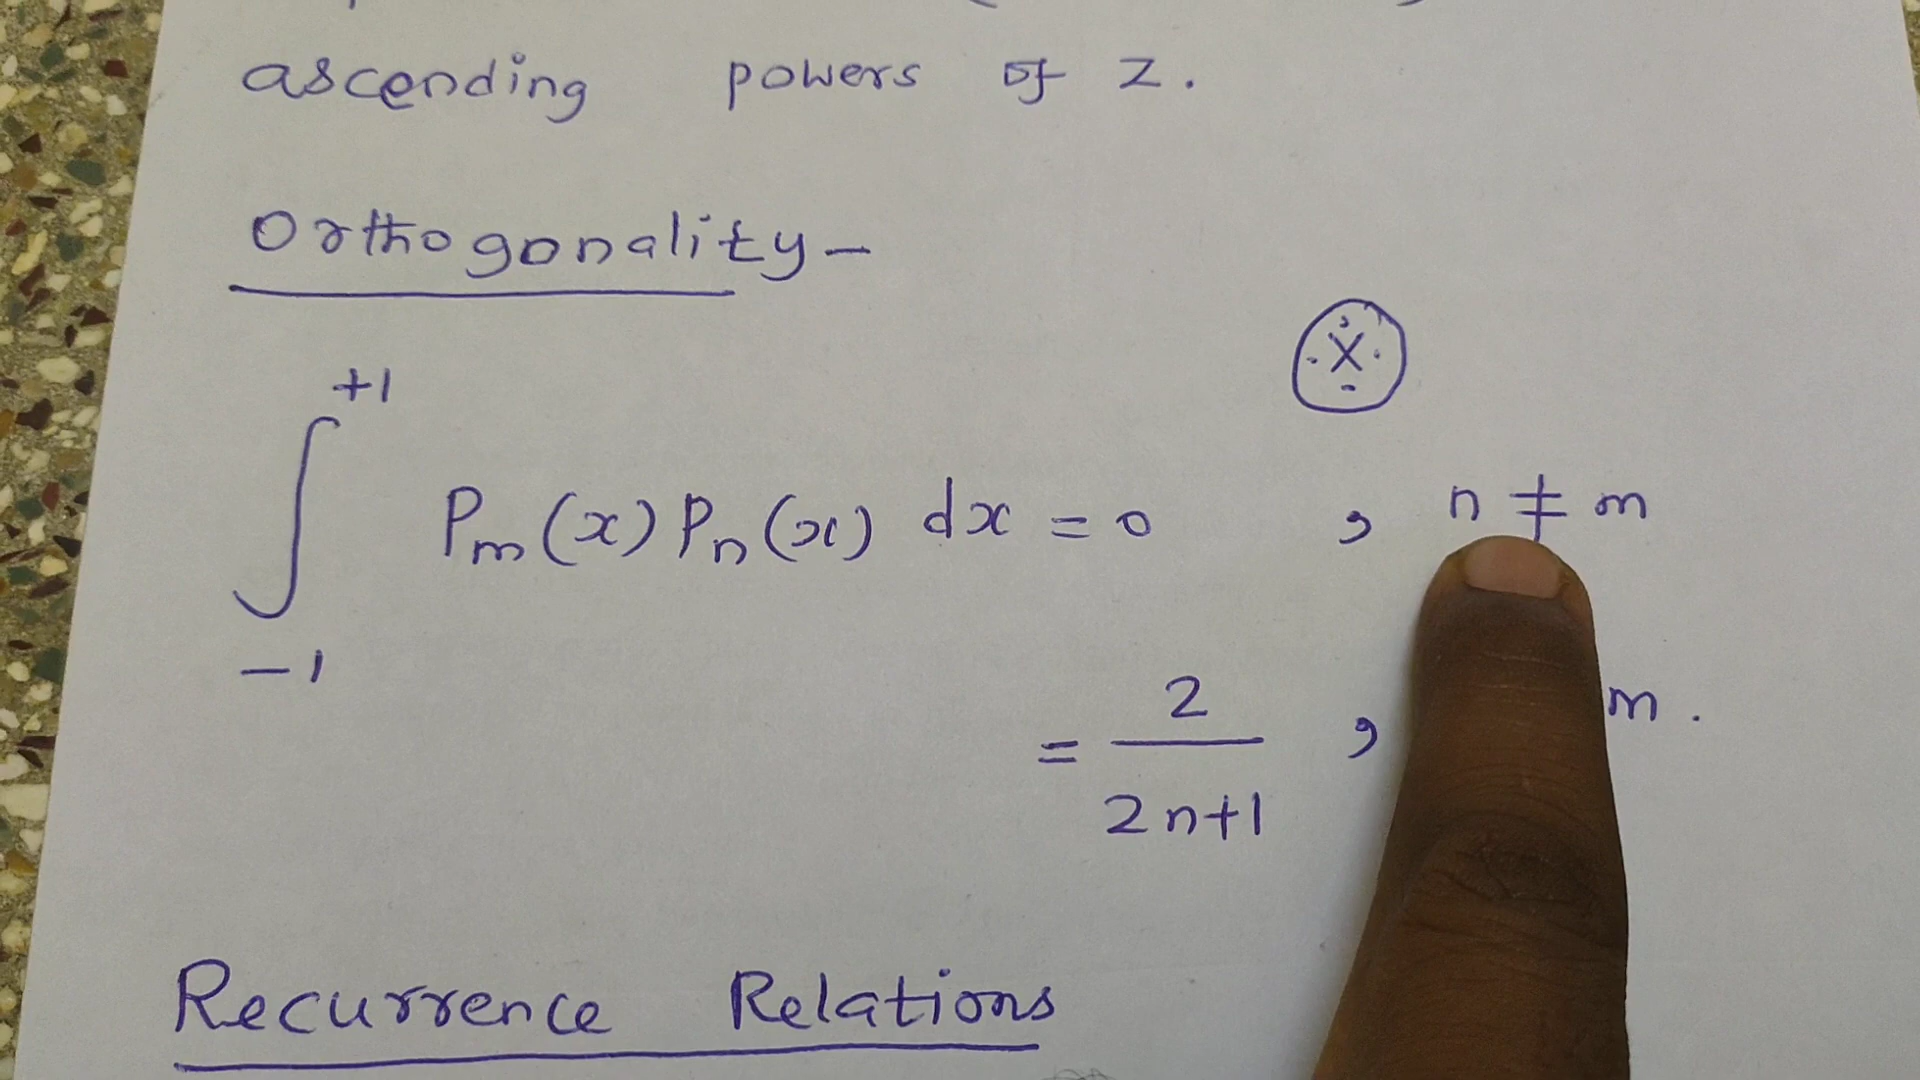 ascending powers of z.
Orthogonality -
X
+1
∫ Pm(x) Pn(x) dx = 0 , n ≠ m
-1
= 2/2n+1 , m.
Recurrence Relations